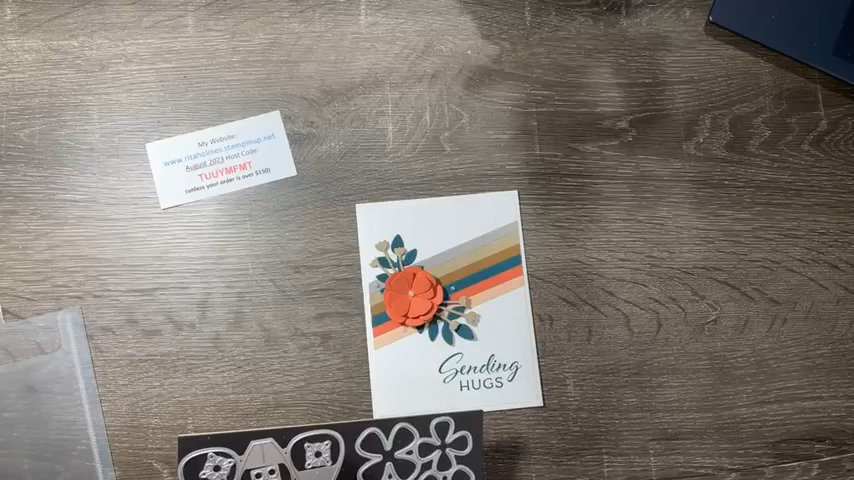 My Website:
www.ritaholmes.stampinup.net
August 2023 Host Code:
TUUYMFMT
(unless your order is over $150)
Sending
HUGS